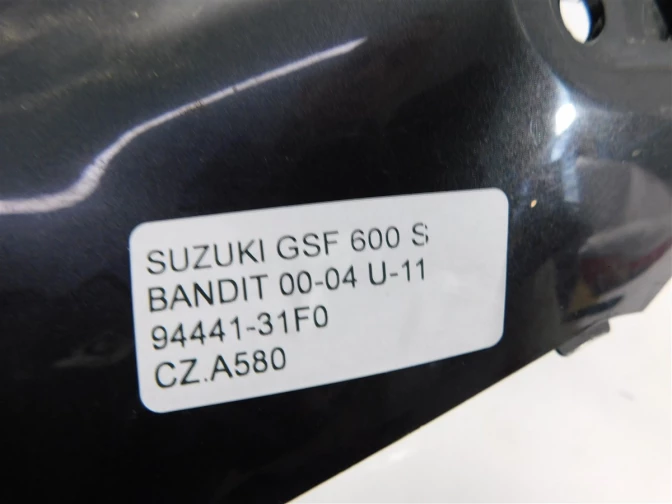 SUZUKI GSF 600 S
BANDIT 00-04 U-11
94441-31F0
CZ.A580